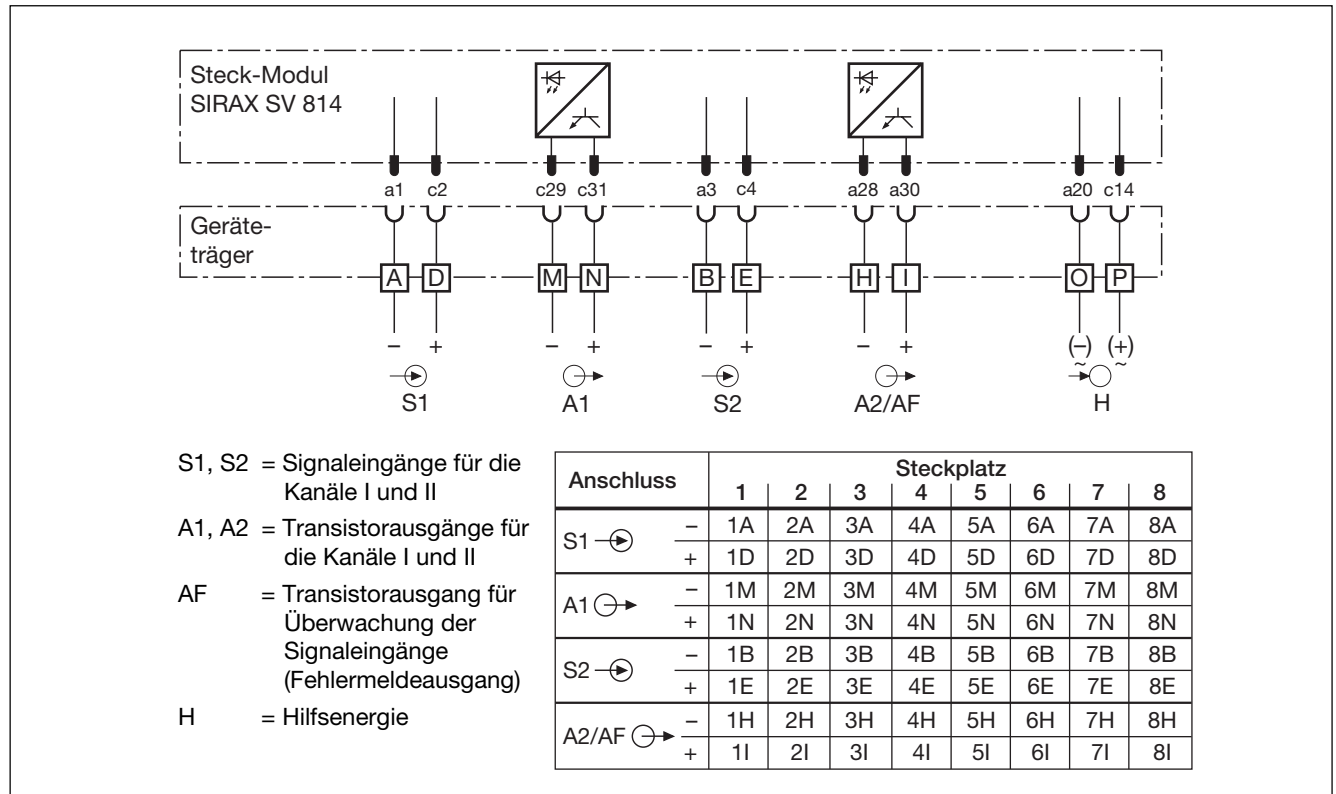 Steck-Modul
SIRAX SV 814
a1 c2 c29 c31 a3 c4 a28 a30 a20 c14
Geräte-
träger
A D M N B E H I O P
– + – + – + – + (–) (+)
~ ~
S1 A1 S2 A2/AF H
S1, S2 = Signaleingänge für die
Kanäle I und II
A1, A2 = Transistorausgänge für
die Kanäle I und II
AF = Transistorausgang für
Überwachung der
Signaleingänge
(Fehlermeldeausgang)
H = Hilfsenergie
Anschluss Steckplatz
1 2 3 4 5 6 7 8
S1 – 1A 2A 3A 4A 5A 6A 7A 8A
+ 1D 2D 3D 4D 5D 6D 7D 8D
A1 – 1M 2M 3M 4M 5M 6M 7M 8M
+ 1N 2N 3N 4N 5N 6N 7N 8N
S2 – 1B 2B 3B 4B 5B 6B 7B 8B
+ 1E 2E 3E 4E 5E 6E 7E 8E
A2/AF – 1H 2H 3H 4H 5H 6H 7H 8H
+ 1I 2I 3I 4I 5I 6I 7I 8I